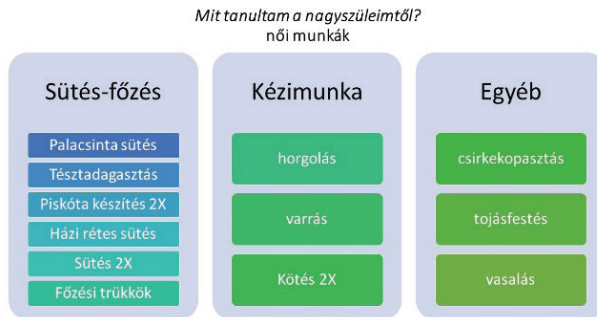 Mit tanultam a nagyszüleimtől?
női munkák
Sütés-főzés
Palacsinta sütés
Tésztadagasztás
Piskóta készítés 2X
Házi rétes sütés
Sütés 2X
Főzési trükkök
Kézimunka
horgolás
varrás
Kötés 2X
Egyéb
csirkekopasztás
tojásfestés
vasalás